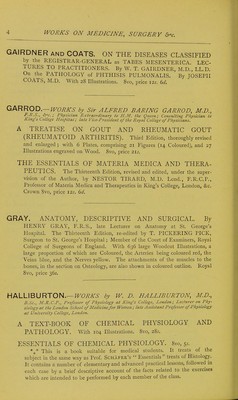 4 WORKS ON MEDICINE, SURGERY &c.
GAIRDNER AND COATS. ON THE DISEASES CLASSIFIED
by the REGISTRAR-GENERAL as TABES MESENTERICA. LEC-
TURES TO PRACTITIONERS. By W. T. GAIRDNER, M.D., LL.D.
On the PATHOLOGY of PHTHISIS PULMONALIS. By JOSEPH
COATS, M.D. With 28 Illustrations. 8vo, price 12s. 6d.
GARROD.—WORKS by Sir ALFRED BARING GARROD, M.D.,
F.R.S., &c.; Physician Extraordinary to H.M. the Queen; Consulting Physician to
King's College Hospital; late Vice-President of the Royal College of Physicians.
A TREATISE ON GOUT AND RHEUMATIC GOUT
(RHEUMATOID ARTHRITIS). Third Edition, thoroughly revised
and enlarged; with 6 Plates, comprising 21 Figures (14 Coloured), and 27
Illustrations engraved on Wood. 8vo, price 21s.
THE ESSENTIALS OF MATERIA MEDICA AND THERA-
PEUTICS. The Thirteenth Edition, revised and edited, under the super-
vision of the Author, by NESTOR TIRARD, M.D. Lond., F.R.C.P.,
Professor of Materia Medica and Therapeutics in King's College, London, &c.
Crown 8vo, price 12s. 6d.
GRAY. ANATOMY, DESCRIPTIVE AND SURGICAL. By
HENRY GRAY, F.R.S., late Lecturer on Anatomy at St. George's
Hospital. The Thirteenth Edition, re-edited by T. PICKERING PICK,
Surgeon to St. George's Hospital; Member of the Court of Examiners, Royal
College of Surgeons of England. With 636 large Woodcut Illustrations, a
large proportion of which are Coloured, the Arteries being coloured red, the
Veins blue, and the Nerves yellow. The attachments of the muscles to the
bones, in the section on Osteology, are also shown in coloured outline. Royal
8vo, price 36s.
HALLIBURTON.—WORKS by W. D. HALLIBURTON, M.D.,
B.Sc., M.R.C.P., Professor of Physiology at King's College, London; Lecturer on Phy-
siology at the London School of Medicine for Women; late Assistant Professor of Physiology
at University College, London.
A TEXT-BOOK OF CHEMICAL PHYSIOLOGY AND
PATHOLOGY. With 104 Illustrations. 8vo, 28s.
ESSENTIALS OF CHEMICAL PHYSIOLOGY. 8vo, 5s.
*** This is a book suitable for medical students. It treats of the
subject in the same way as Prof. SCHÄFER'S "Essentials" treats of Histology.
It contains a number of elementary and advanced practical lessons, followed in
each case by a brief descriptive account of the facts related to the exercises
which are intended to be performed by each member of the class.